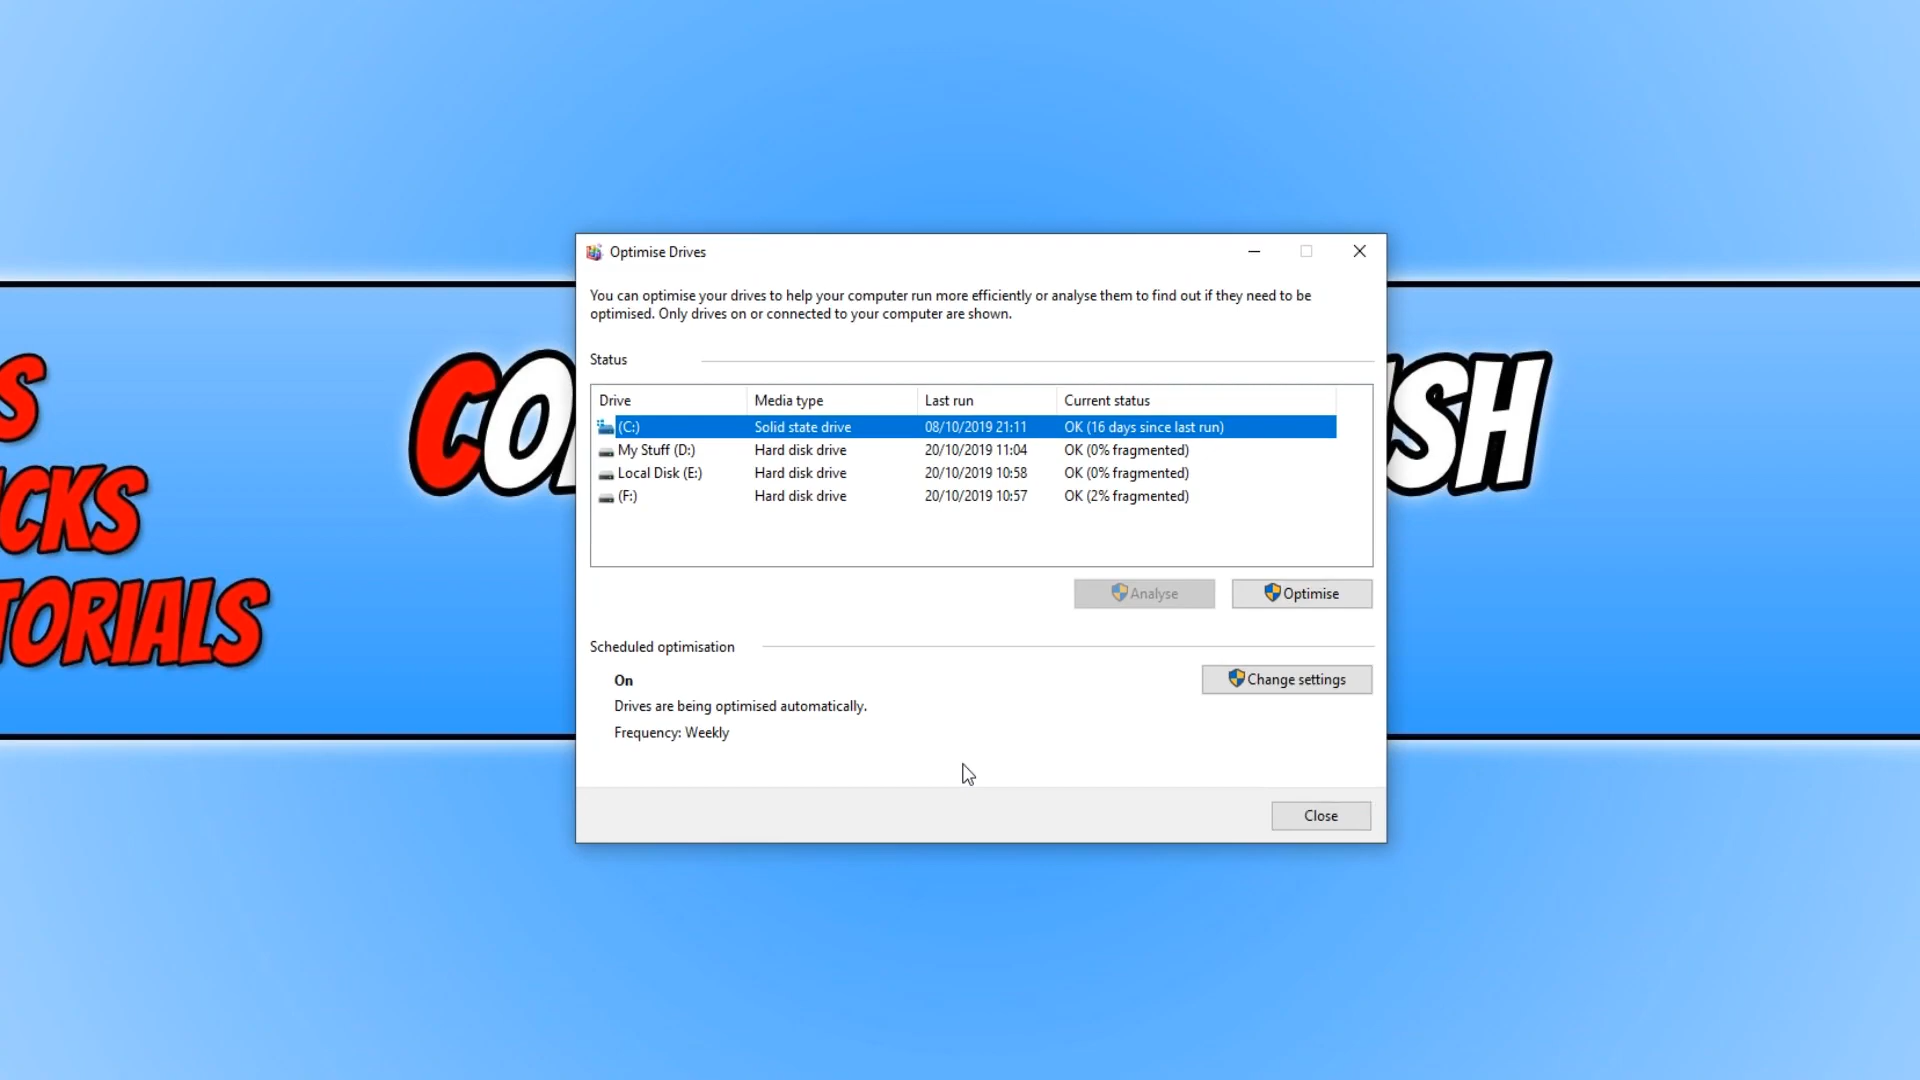 Optimise Drives
You can optimise your drives to help your computer run more efficiently or analyse them to find out if they need to be
optimised. Only drives on or connected to your computer are shown.
Status
Drive Media type Last run Current status
(C:) Solid state drive 08/10/2019 21:11 OK (16 days since last run)
My Stuff (D:) Hard disk drive 20/10/2019 11:04 OK (0% fragmented)
Local Disk (E:) Hard disk drive 20/10/2019 10:58 OK (0% fragmented)
(F:) Hard disk drive 20/10/2019 10:57 OK (2% fragmented)
Analyse Optimise
Scheduled optimisation
On
Change settings
Drives are being optimised automatically.
Frequency: Weekly
Close
S
CKS
TORIALS
CO
SH